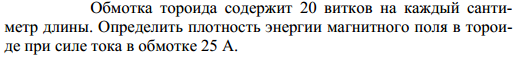 Обмотка тороида содержит 20 витков на каждый санти-
метр длины. Определить плотность энергии магнитного поля в торои-
де при силе тока в обмотке 25 А.